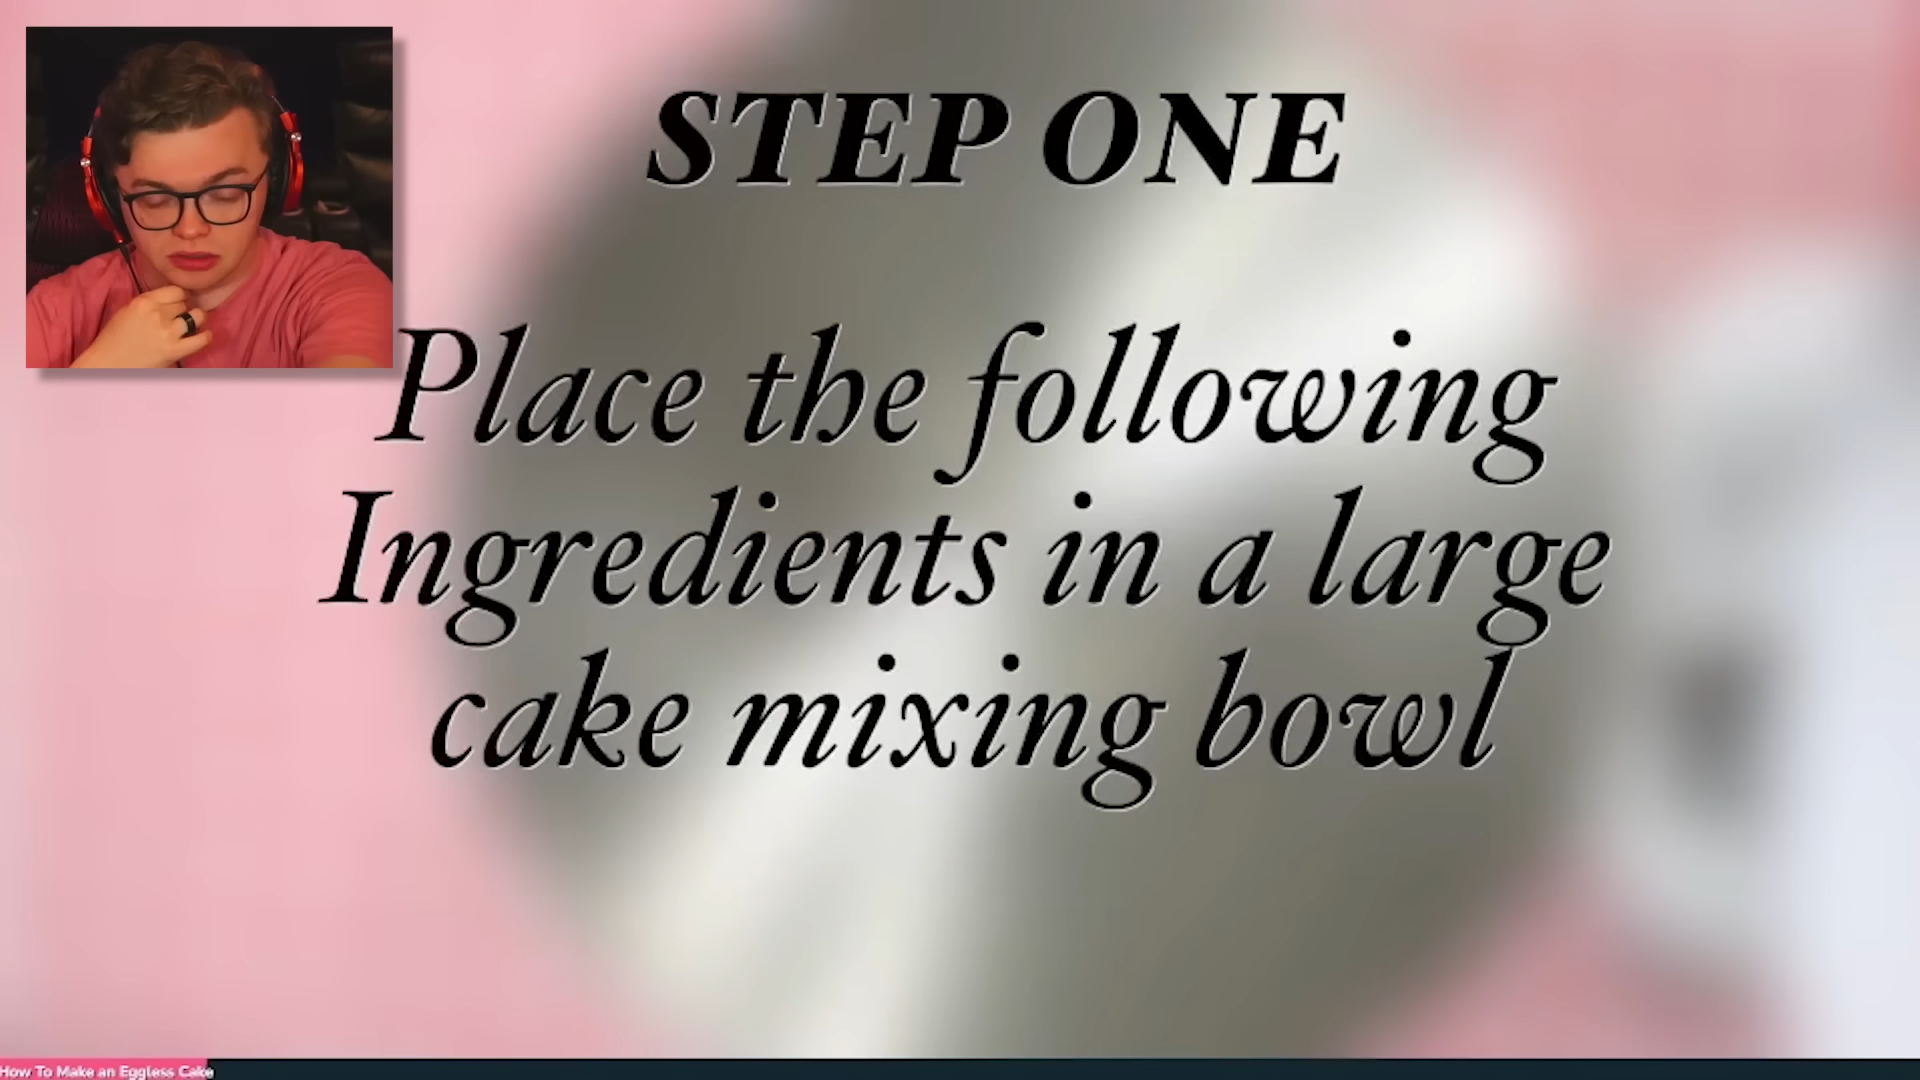 STEP ONE
Place the following
Ingredients in a large
cake mixing bowl
How To Make an Eggless Cake